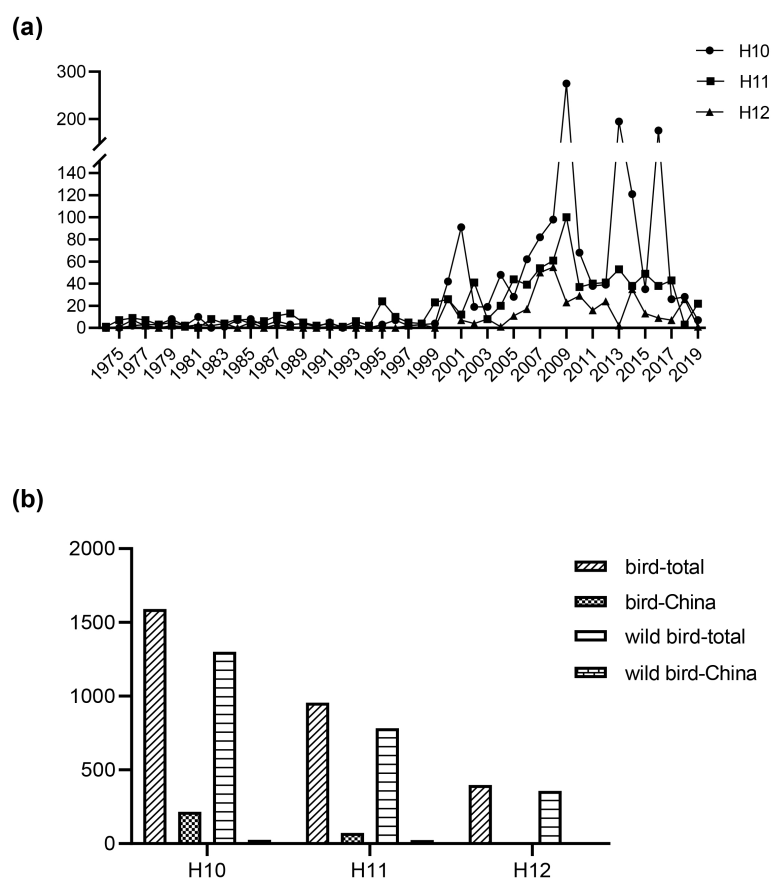 (a)
H10
H11
H12
300
200
140
120
100
80
60
40
20
0
1975 1977 1979 1981 1983 1985 1987 1989 1991 1993 1995 1997 1999 2001 2003 2005 2007 2009 2011 2013 2015 2017 2019
(b)
2000
1500
1000
500
0
bird-total
bird-China
wild bird-total
wild bird-China
H10 H11 H12